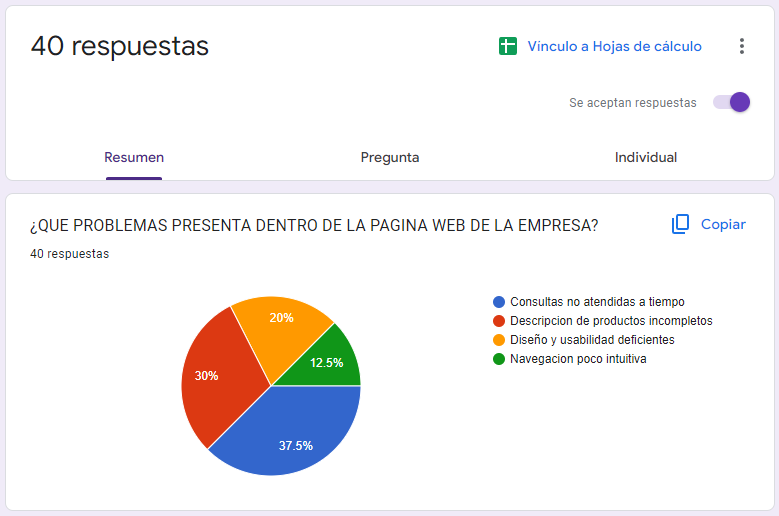 40 respuestas
Vínculo a Hojas de cálculo
Se aceptan respuestas
Resumen
Pregunta
Individual
¿QUE PROBLEMAS PRESENTA DENTRO DE LA PAGINA WEB DE LA EMPRESA?
Copiar
40 respuestas
Consultas no atendidas a tiempo
Descripcion de productos incompletos
Diseño y usabilidad deficientes
Navegacion poco intuitiva
20%
12.5%
30%
37.5%